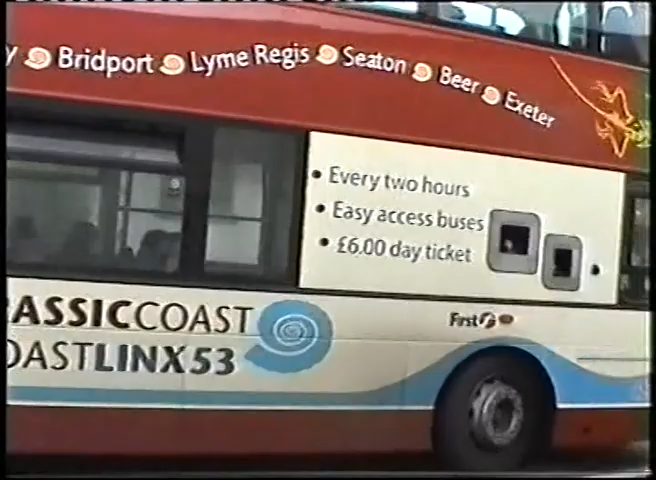 Bridport Lyme Regis Seaton Beer Exeter
• Every two hours
• Easy access buses
• £6.00 day ticket
First
ASSICCOAST
OASTLINX53